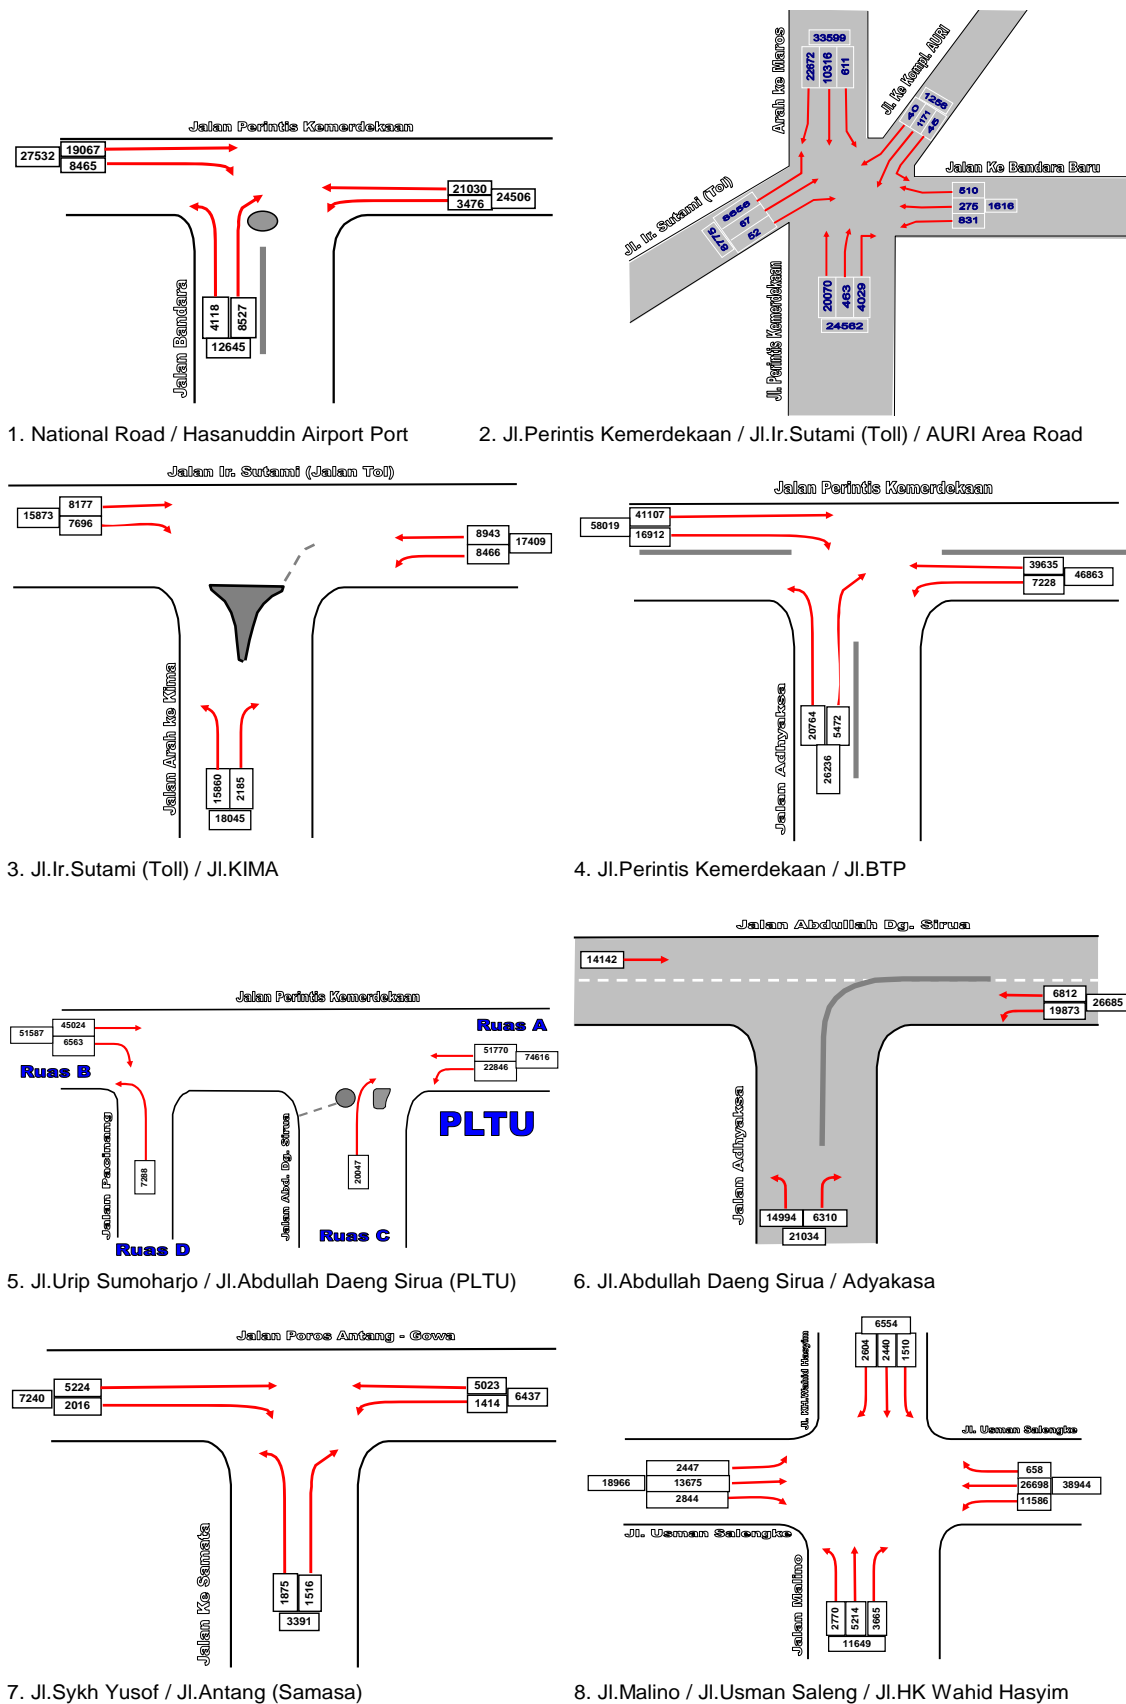 Jalan Perintis Kemerdekaan
27532
19067
8465
21030
3476
24506
4118
8527
12645
Jalan Bandara
1. National Road / Hasanuddin Airport Port
Arah ke Maros
33599
22672
10316
611
Jl. Ke Kompl. AURI
1256
40
1171
45
Jalan Ke Bandara Baru
510
275
831
1616
Jl. Ir. Sutami (Tol)
8656
67
52
8775
20070
463
4029
24562
Jl. Perintis Kemerdekaan
2. Jl.Perintis Kemerdekaan / Jl.Ir.Sutami (Toll) / AURI Area Road
Jalan Ir. Sutami (Jalan Tol)
15873
8177
7696
8943
8466
17409
15860
2185
18045
Jalan Arah ke Kima
3. Jl.Ir.Sutami (Toll) / Jl.KIMA
Jalan Perintis Kemerdekaan
58019
41107
16912
39635
7228
46863
20764
5472
26236
Jalan Adhyaksa
4. Jl.Perintis Kemerdekaan / Jl.BTP
Jalan Perintis Kemerdekaan
51587
45024
6563
Ruas A
51770
22846
74616
Ruas B
PLTU
Jalan Pacinang
7288
Jalan Abd. Dg. Sirua
20047
Ruas C
Ruas D
5. Jl.Urip Sumoharjo / Jl.Abdullah Daeng Sirua (PLTU)
Jalan Abdullah Dg. Sirua
14142
6812
19873
26685
Jalan Adhyaksa
14994
6310
21034
6. Jl.Abdullah Daeng Sirua / Adyakasa
Jalan Poros Antang - Gowa
7240
5224
2016
5023
1414
6437
Jalan Ke Samata
1875
1516
3391
7. Jl.Sykh Yusof / Jl.Antang (Samasa)
6554
2604
2440
1510
Jl. KH.Wahid Hasyim
Jl. Usman Salengke
18966
2447
13675
2844
658
26698
11586
38944
Jl. Usman Salengke
Jalan Malino
2770
5214
3665
11649
8. Jl.Malino / Jl.Usman Saleng / Jl.HK Wahid Hasyim